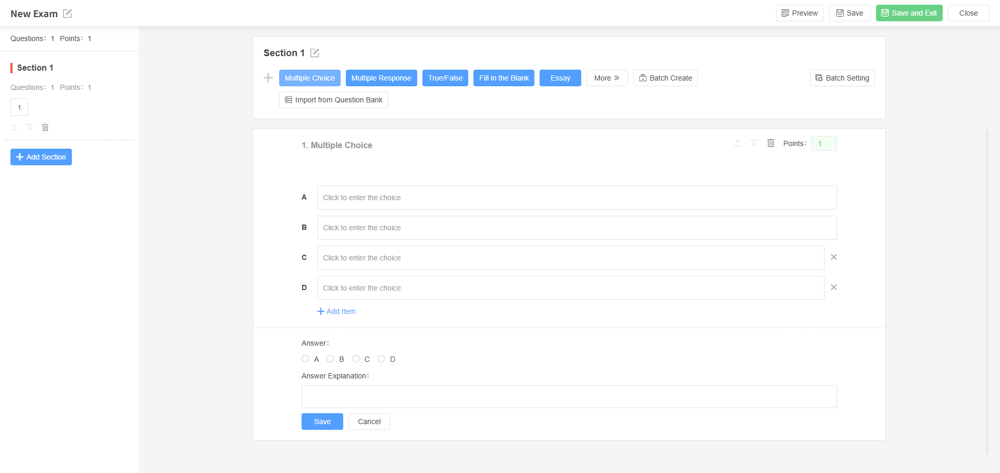 New Exam
Preview
Save
Save and Exit
Close
Questions：1 Points：1
Section 1
Questions：1 Points：1
1
Add Section
Section 1
Multiple Choice
Multiple Response
True/False
Fill in the Blank
Essay
More
Batch Create
Batch Setting
Import from Question Bank
1. Multiple Choice
Points：
1
A
Click to enter the choice
B
Click to enter the choice
C
Click to enter the choice
D
Click to enter the choice
Add Item
Answer：
A B C D
Answer Explanation：
Save
Cancel